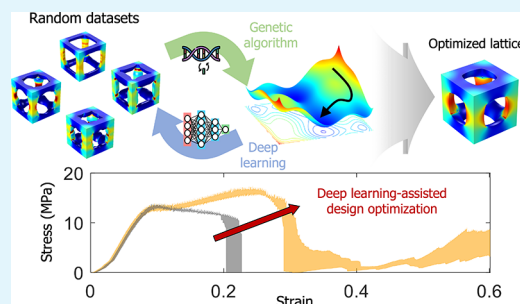 Random datasets
Genetic
algorithm
Optimized lattice
Deep
learning
Stress (MPa)
20
10
0
Deep learning-assisted
design optimization
0
0.2
0.4
0.6
Strain